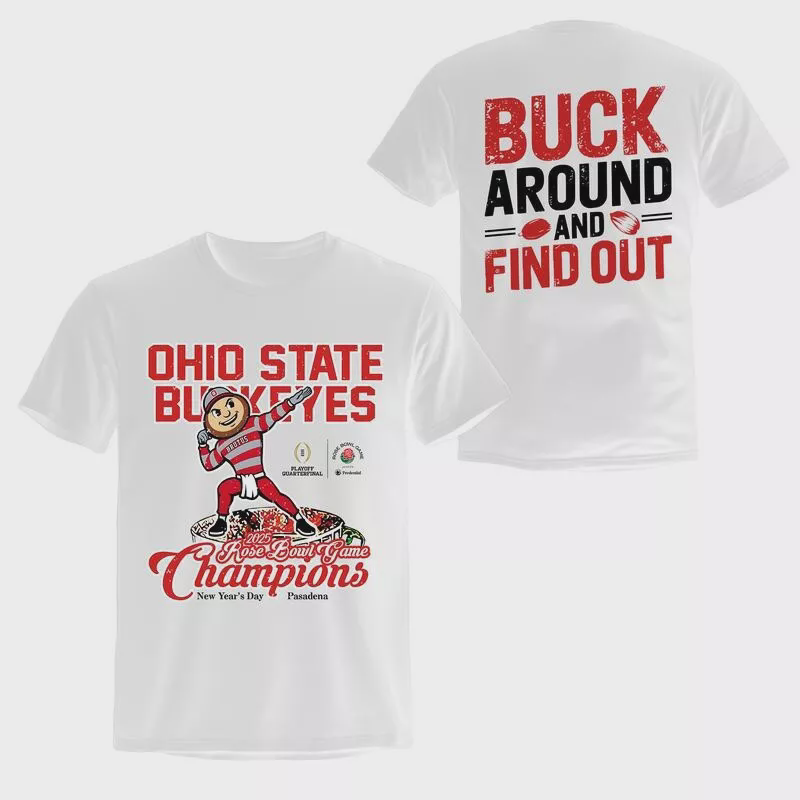 BUCK
AROUND
AND
FIND OUT
OHIO STATE
BUCKEYES
BRUTUS
PLAYOFF
QUARTERFINAL
ROSE BOWL GAME
Prudential
2025
Rose Bowl Game
Champions
New Year's Day Pasadena